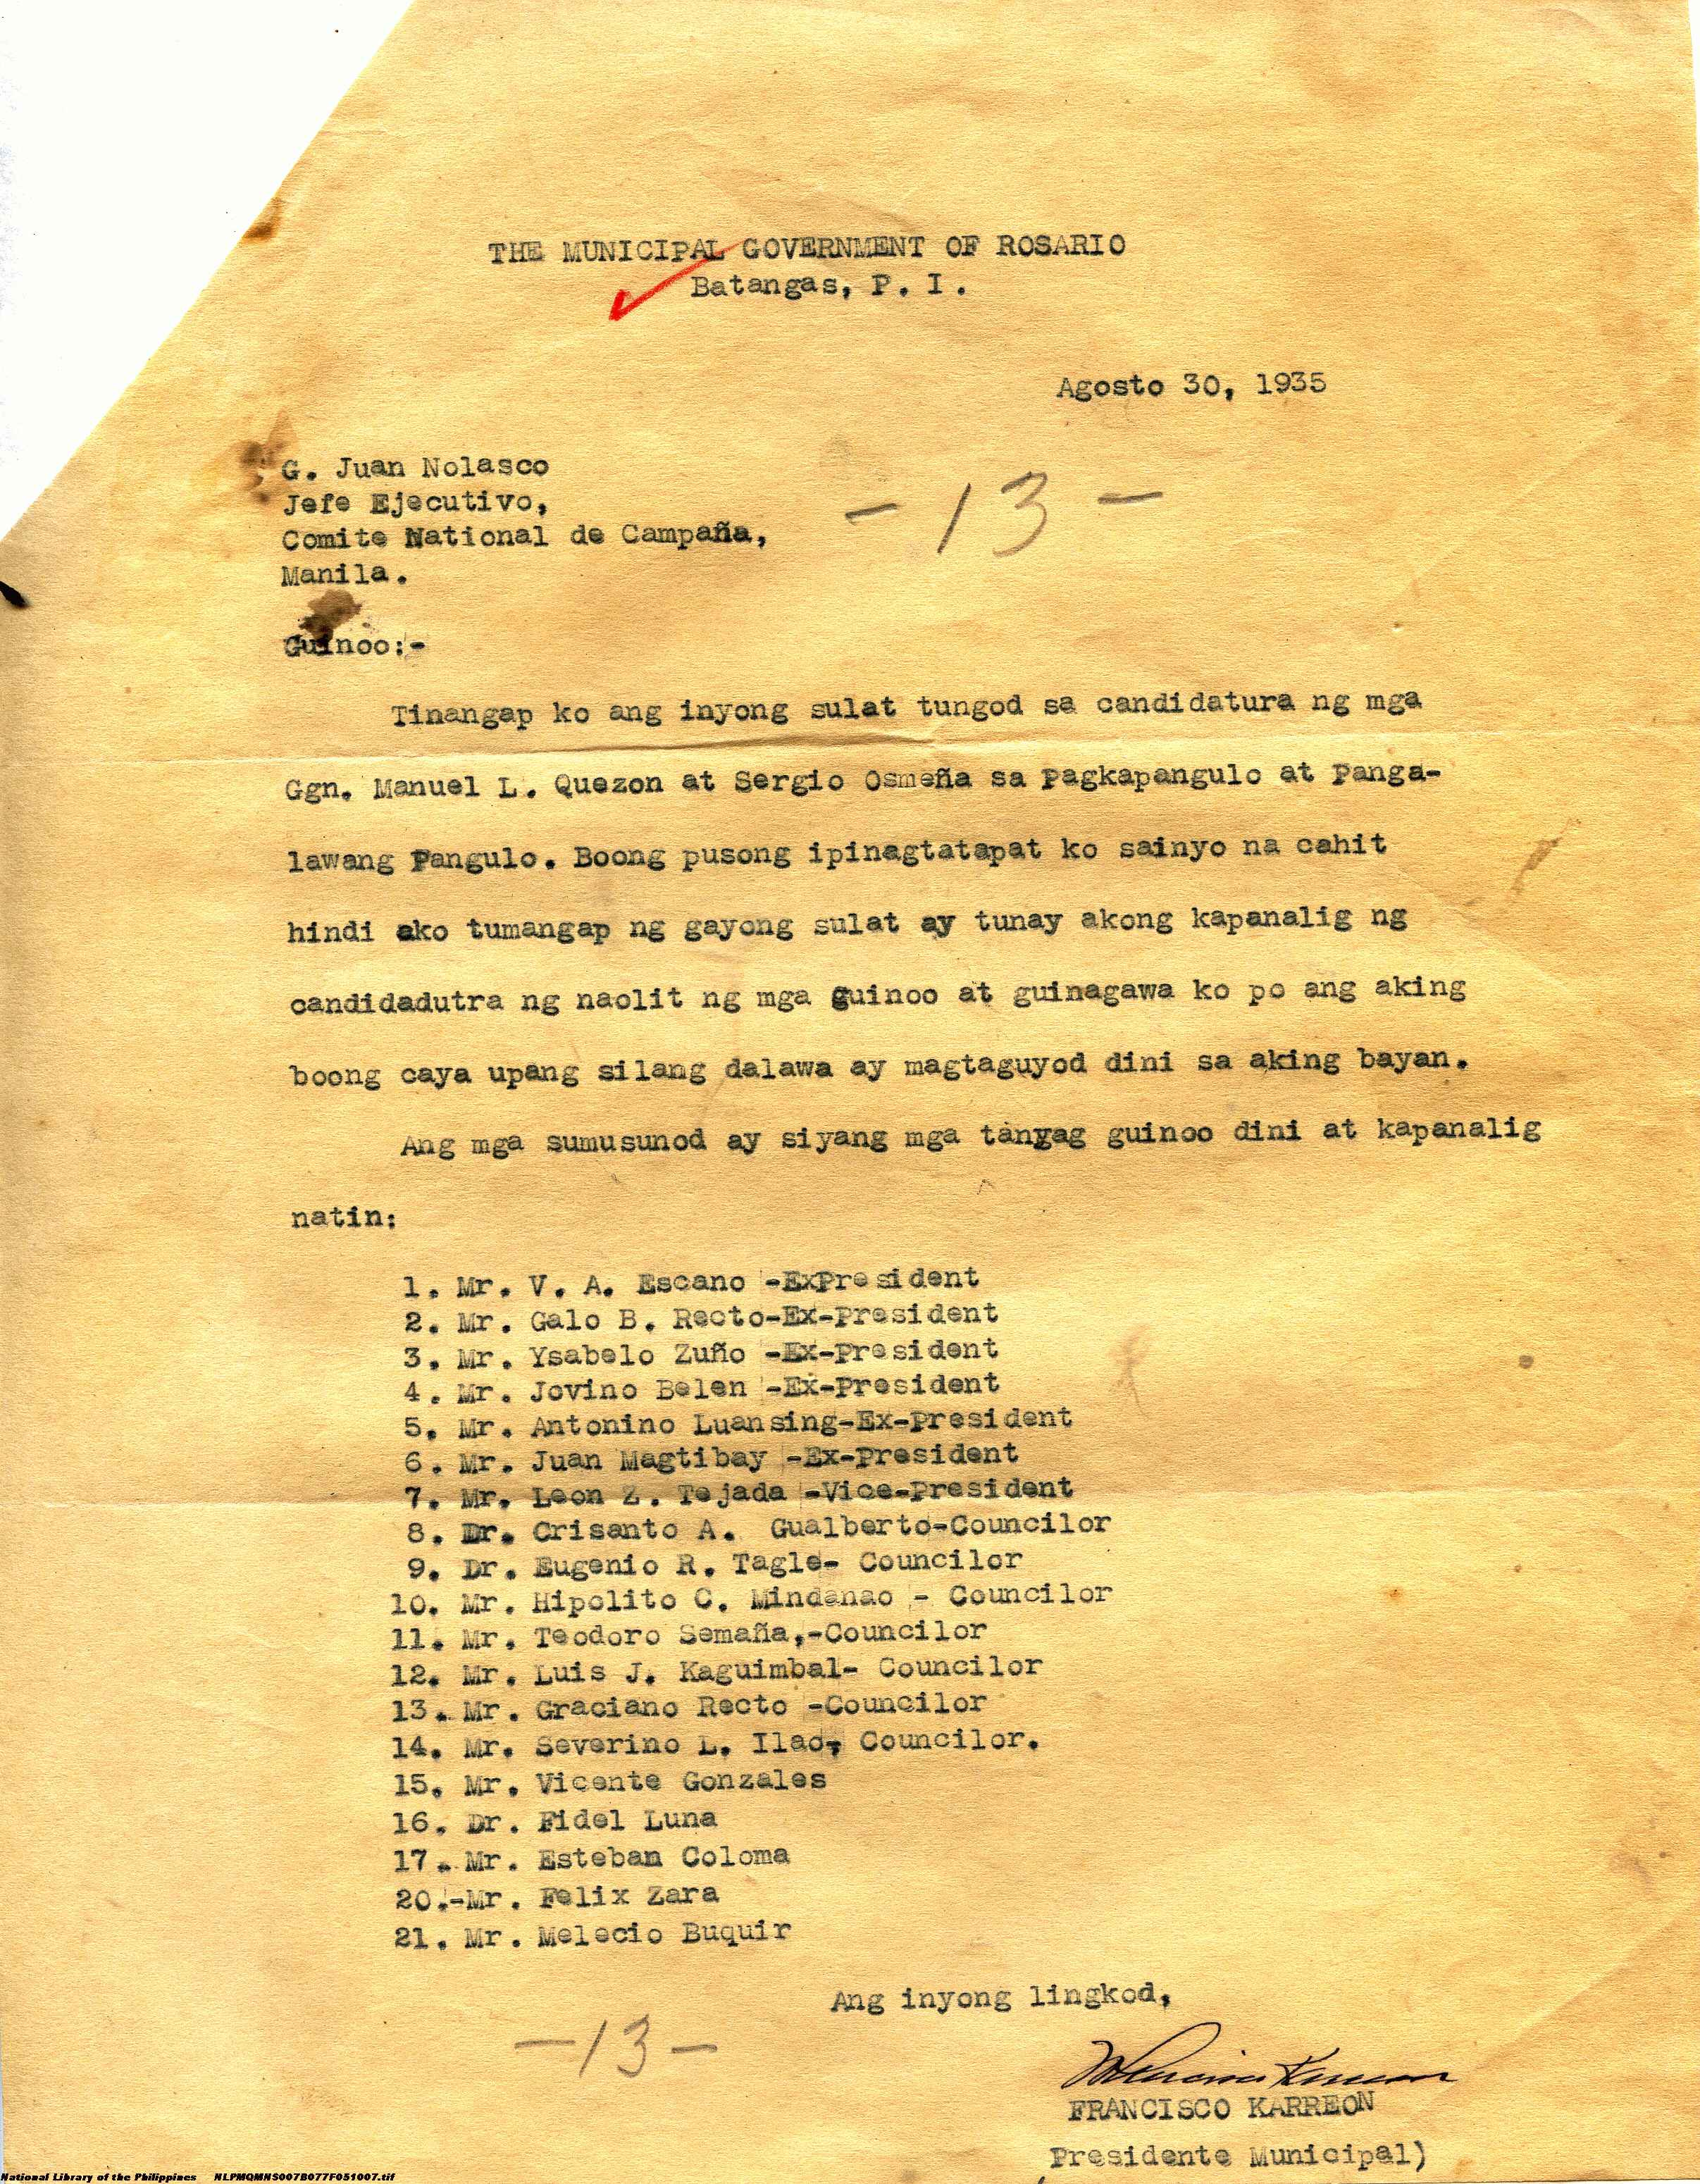 THE MUNICIPAL GOVERNMENT OF ROSARIO
Batangas, P. I.
Agosto 30, 1935
G. Juan Nolasco
Jefe Ejecutivo,
Comite National de Campaña,
Manila.
- 13 -
Guinoo:-
Tinangap ko ang inyong sulat tungod sa candidatura ng mga
Ggn. Manuel L. Quezon at Sergio Osmeña sa Pagkapangulo at Panga-
lawang Pangulo. Boong pusong ipinagtatapat ko sainyo na cahit
hindi ako tumangap ng gayong sulat ay tunay akong kapanalig ng
candidadutra ng naolit ng mga guinoo at guinagawa ko po ang aking
boong caya upang silang dalawa ay magtaguyod dini sa aking bayan.
Ang mga sumusunod ay siyang mga tanyag guinoo dini at kapanalig
natin:
1. Mr. V. A. Escano -ExPresident
2. Mr. Galo B. Recto-Ex-President
3. Mr. Ysabelo Zuño -Ex-President
4. Mr. Jovino Belen -Ex-President
5. Mr. Antonino Luansing-Ex-President
6. Mr. Juan Magtibay -Ex-President
7. Mr. Leon Z. Tejada -Vice-President
8. Dr. Crisanto A. Gualberto-Councilor
9. Dr. Eugenio R. Tagle- Councilor
10. Mr. Hipolito C. Mindanao - Councilor
11. Mr. Teodoro Semaña,-Councilor
12. Mr. Luis J. Kaguimbal- Councilor
13. Mr. Graciano Recto -Councilor
14. Mr. Severino L. Ilao, Councilor.
15. Mr. Vicente Gonzales
16. Dr. Fidel Luna
17. Mr. Esteban Coloma
20.-Mr. Felix Zara
21. Mr. Melecio Buquir
Ang inyong lingkod,
-13-
FRANCISCO KARREON
Presidente Municipal)
National Library of the Philippines NLPMQMNS007B077F051007.tif